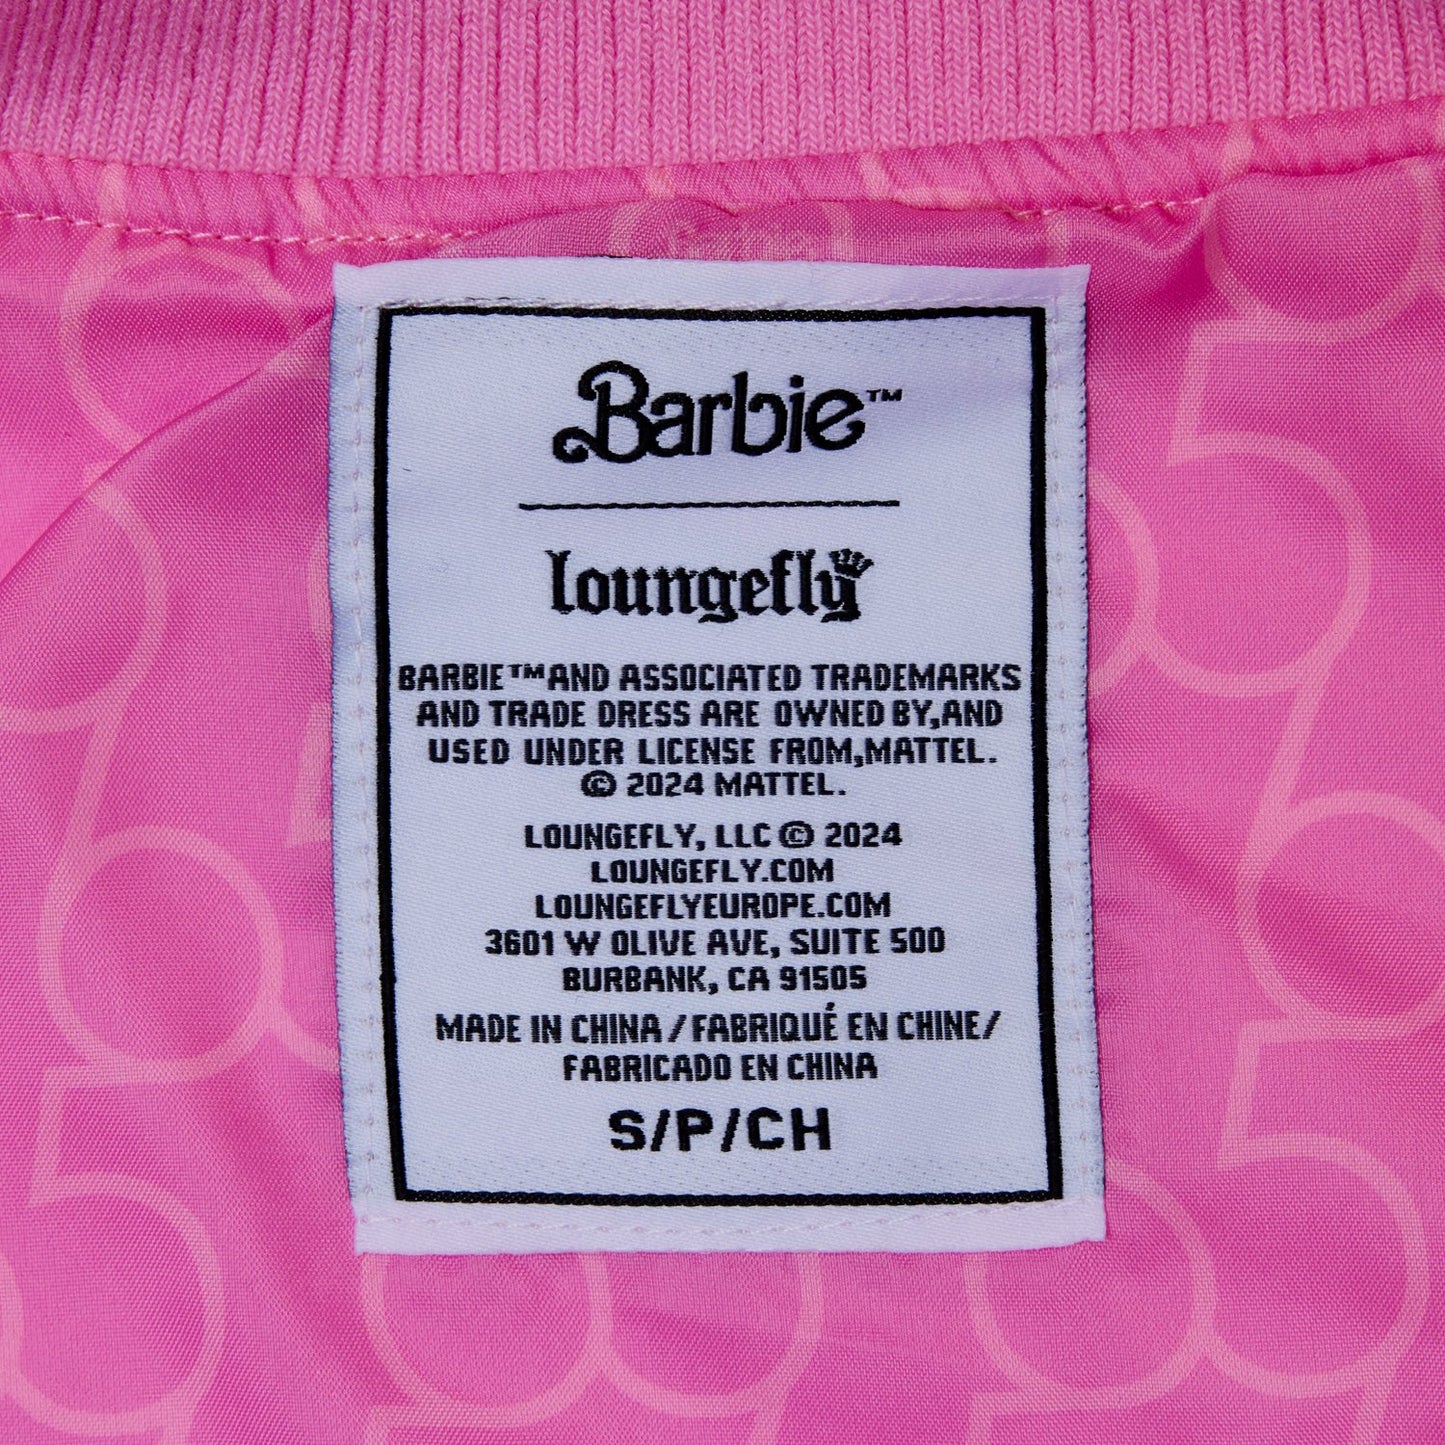 Barbie™
loungefly
BARBIE™ AND ASSOCIATED TRADEMARKS
AND TRADE DRESS ARE OWNED BY, AND
USED UNDER LICENSE FROM, MATTEL.
© 2024 MATTEL.
LOUNGEFLY, LLC © 2024
LOUNGEFLY.COM
LOUNGEFLYEUROPE.COM
3601 W OLIVE AVE, SUITE 500
BURBANK, CA 91505
MADE IN CHINA / FABRIQUÉ EN CHINE/
FABRICADO EN CHINA
S/P/CH